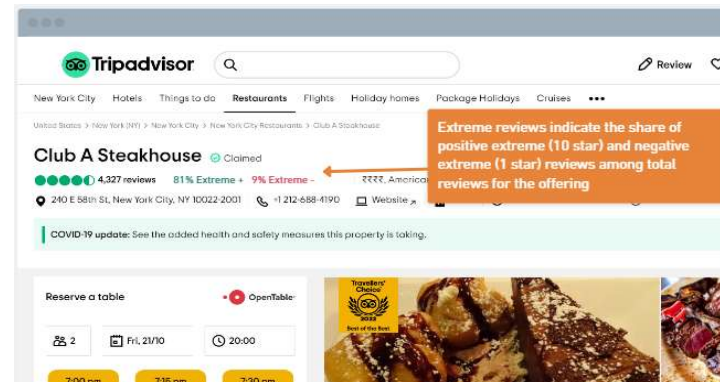 Tripadvisor
Review
New York City Hotels Things to do Restaurants Flights Holiday homes Package Holidays Cruises •••
United States > New York (NY) > New York City > New York City Restaurants > Club A Steakhouse
Club A Steakhouse Claimed
4,327 reviews 81% Extreme + 9% Extreme - ₹₹₹₹, American
Extreme reviews indicate the share of
positive extreme (10 star) and negative
extreme (1 star) reviews among total
reviews for the offering
240 E 58th St, New York City, NY 10022-2001 +1 212-688-4190 Website
COVID-19 update: See the added health and safety measures this property is taking.
Reserve a table OpenTable
2 Fri, 21/10 20:00
7:00 pm 7:15 pm 7:30 pm
Travellers'
Choice
2022
Best of the Best